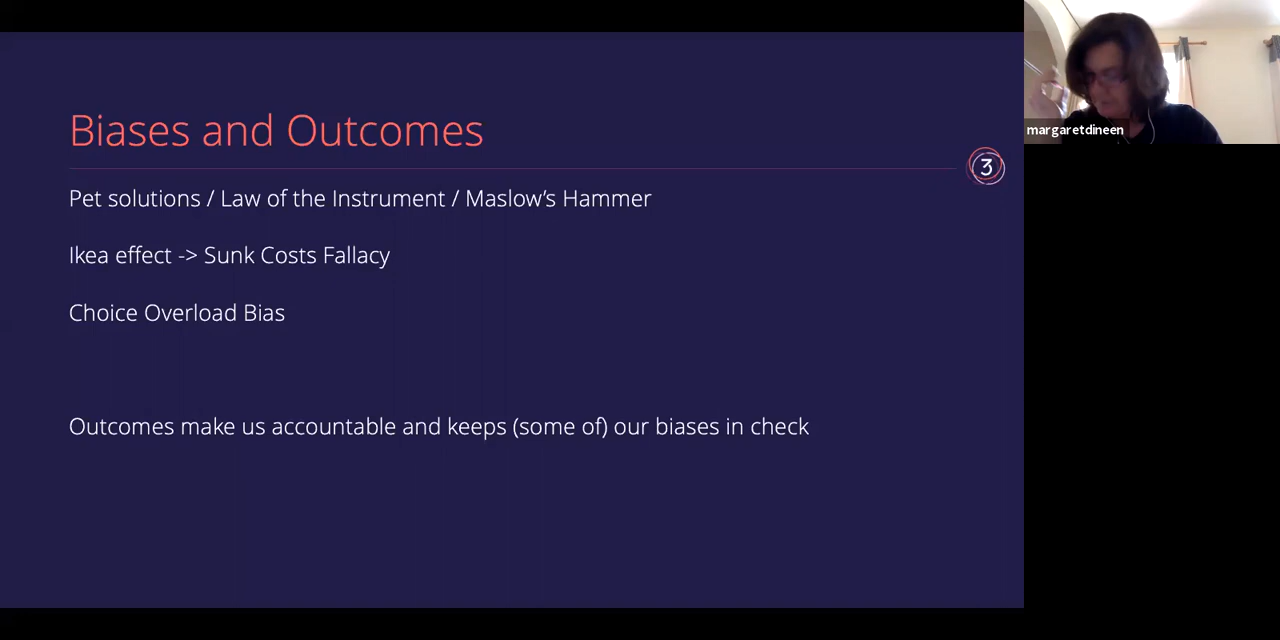 Biases and Outcomes
3
Pet solutions / Law of the Instrument / Maslow’s Hammer
Ikea effect -> Sunk Costs Fallacy
Choice Overload Bias
Outcomes make us accountable and keeps (some of) our biases in check
margaretdineen